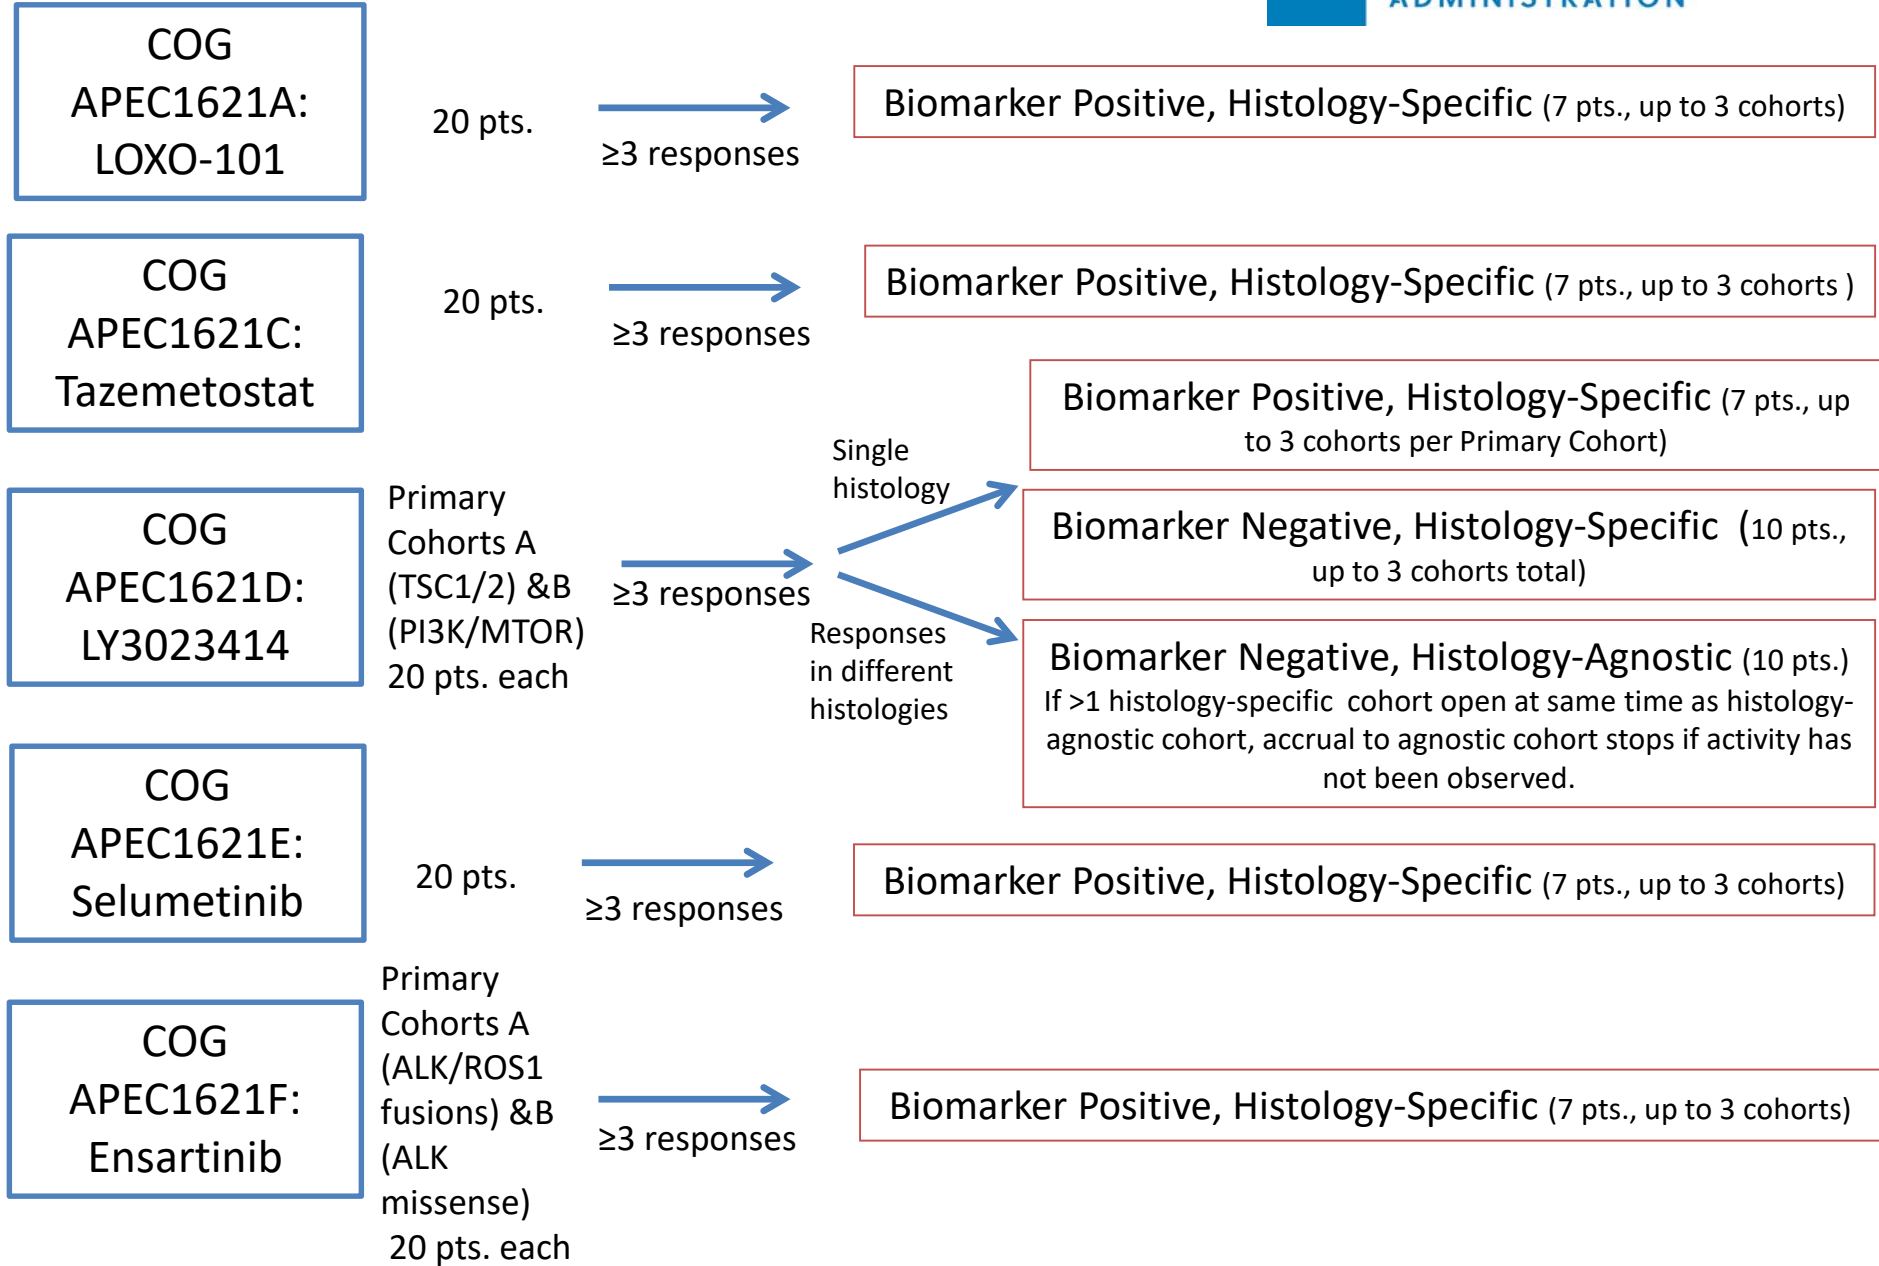 ADMINISTRATION
COG
APEC1621A:
LOXO-101
20 pts.
≥3 responses
Biomarker Positive, Histology-Specific (7 pts., up to 3 cohorts)
COG
APEC1621C:
Tazemetostat
20 pts.
≥3 responses
Biomarker Positive, Histology-Specific (7 pts., up to 3 cohorts )
COG
APEC1621D:
LY3023414
Primary
Cohorts A
(TSC1/2) &B
(PI3K/MTOR)
20 pts. each
≥3 responses
Single
histology
Responses
in different
histologies
Biomarker Positive, Histology-Specific (7 pts., up
to 3 cohorts per Primary Cohort)
Biomarker Negative, Histology-Specific (10 pts.,
up to 3 cohorts total)
Biomarker Negative, Histology-Agnostic (10 pts.)
If >1 histology-specific cohort open at same time as histology-
agnostic cohort, accrual to agnostic cohort stops if activity has
not been observed.
COG
APEC1621E:
Selumetinib
20 pts.
≥3 responses
Biomarker Positive, Histology-Specific (7 pts., up to 3 cohorts)
COG
APEC1621F:
Ensartinib
Primary
Cohorts A
(ALK/ROS1
fusions) &B
(ALK
missense)
20 pts. each
≥3 responses
Biomarker Positive, Histology-Specific (7 pts., up to 3 cohorts)